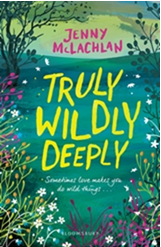 JENNY
McLACHLAN
TRULY
WILDLY
DEEPLY
Sometimes love makes you
do wild things
BLOOMSBURY